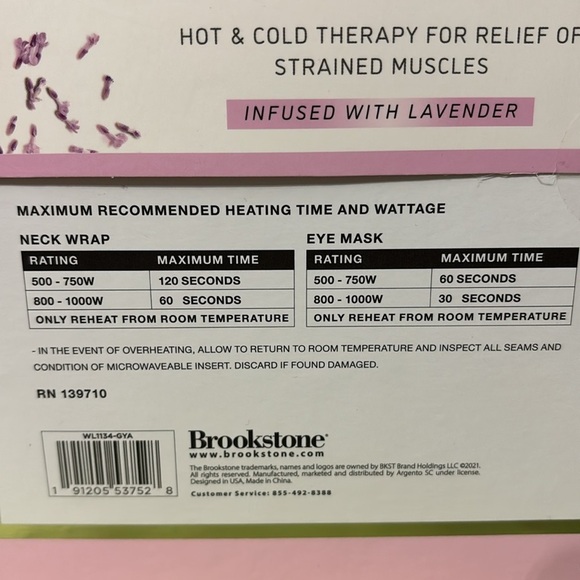 HOT & COLD THERAPY FOR RELIEF OF
STRAINED MUSCLES
INFUSED WITH LAVENDER
MAXIMUM RECOMMENDED HEATING TIME AND WATTAGE
NECK WRAP
RATING MAXIMUM TIME
500 - 750W 120 SECONDS
800 - 1000W 60 SECONDS
ONLY REHEAT FROM ROOM TEMPERATURE
EYE MASK
RATING MAXIMUM TIME
500 - 750W 60 SECONDS
800 - 1000W 30 SECONDS
ONLY REHEAT FROM ROOM TEMPERATURE
- IN THE EVENT OF OVERHEATING, ALLOW TO RETURN TO ROOM TEMPERATURE AND INSPECT ALL SEAMS AND
CONDITION OF MICROWAVEABLE INSERT. DISCARD IF FOUND DAMAGED.
RN 139710
WL1134-GYA
1 91205 53752 8
Brookstone®
www.brookstone.com
The Brookstone trademarks, names and logos are owned by BKST Brand Holdings LLC ©2021.
All rights reserved. Manufactured, marketed and distributed by Argento SC under license.
Designed in USA, Made in China.
Customer Service: 855-492-8388